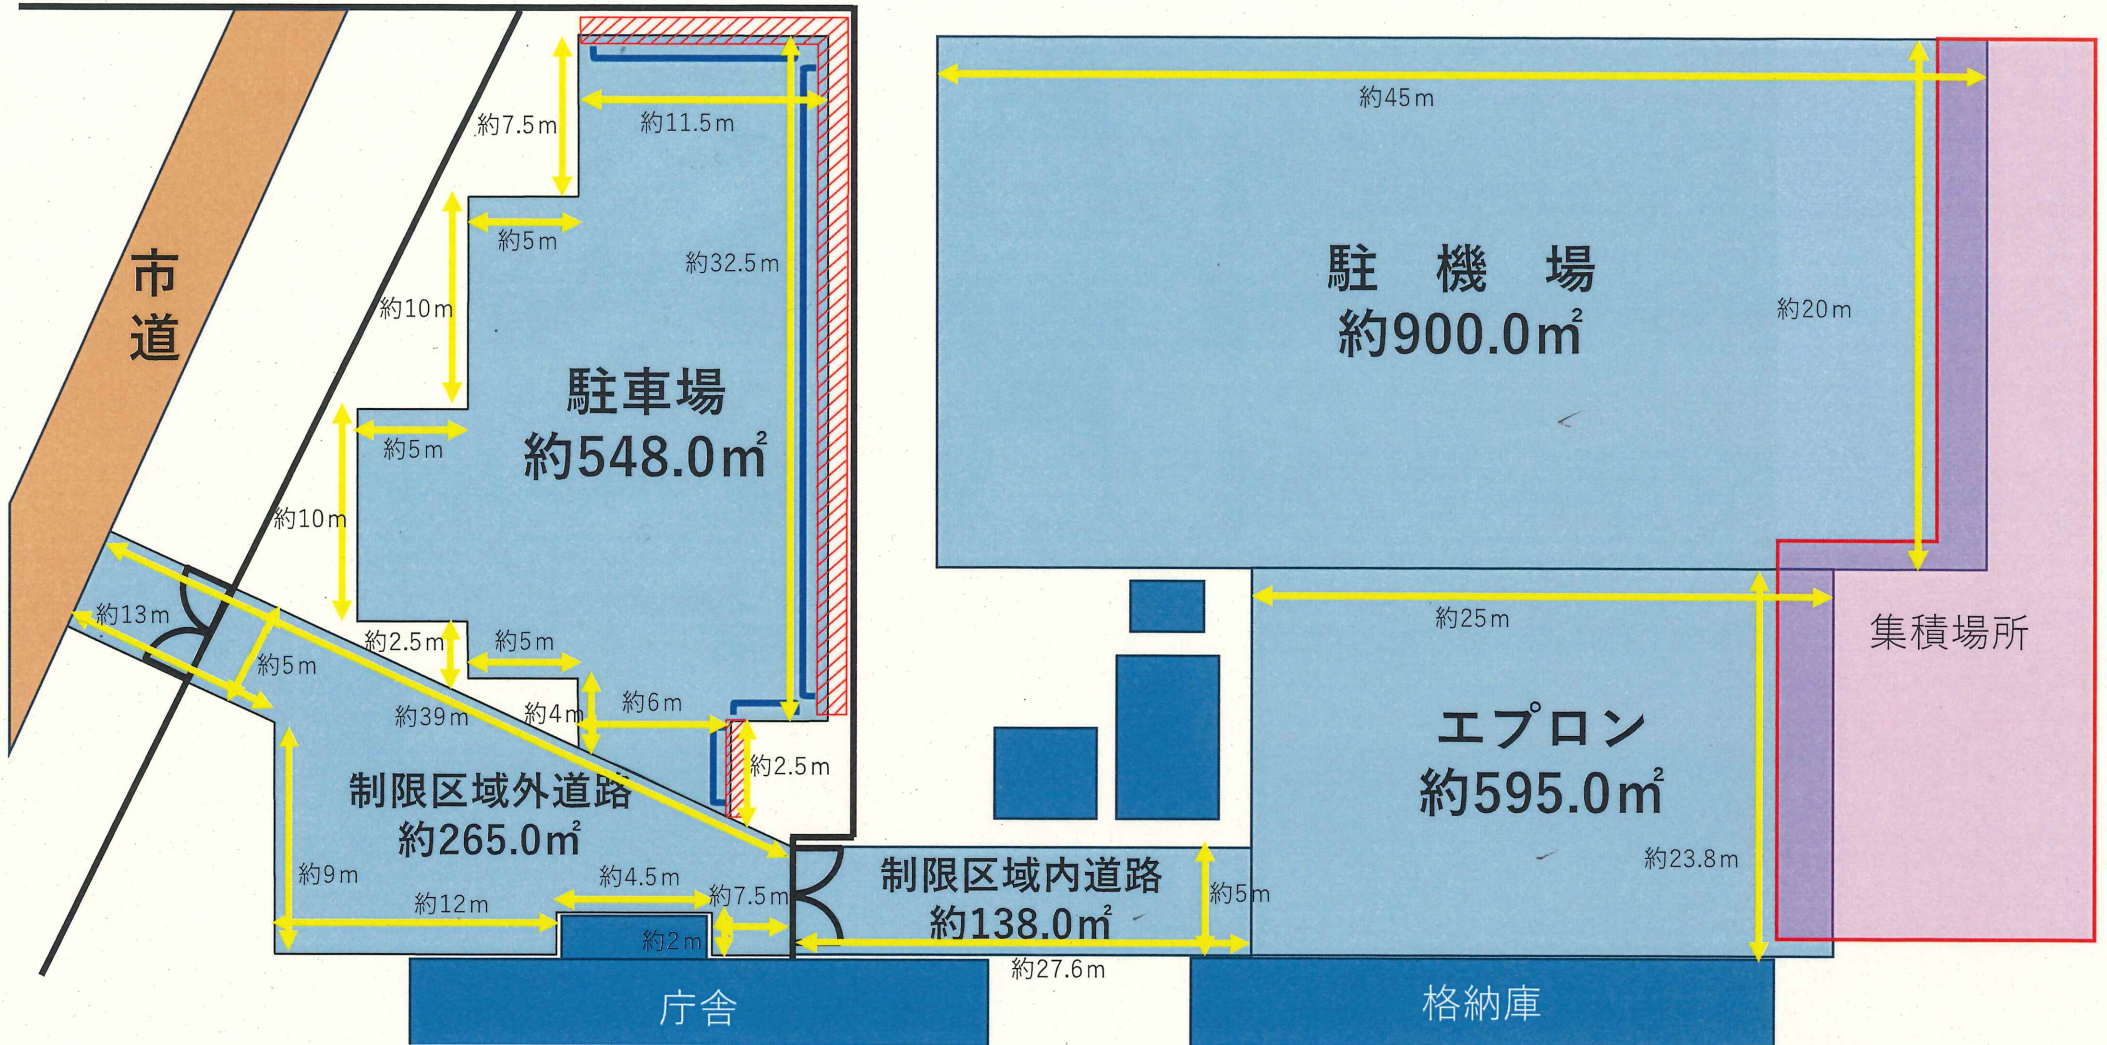 市道
約7.5m
約11.5m
約5m
約32.5m
約10m
駐車場
約548.0㎡
約5m
約10m
約13m
約5m
約2.5m
約5m
約39m
約4m
約6m
約2.5m
制限区域外道路
約265.0㎡
約9m
約12m
約4.5m
約7.5m
約2m
庁舎
約45m
駐 機 場
約900.0㎡
約20m
約25m
集積場所
エプロン
約595.0㎡
約23.8m
制限区域内道路
約138.0㎡
約5m
約27.6m
格納庫